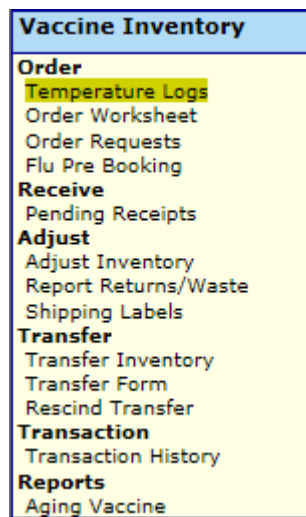 Vaccine Inventory
Order
Temperature Logs
Order Worksheet
Order Requests
Flu Pre Booking
Receive
Pending Receipts
Adjust
Adjust Inventory
Report Returns/Waste
Shipping Labels
Transfer
Transfer Inventory
Transfer Form
Rescind Transfer
Transaction
Transaction History
Reports
Aging Vaccine